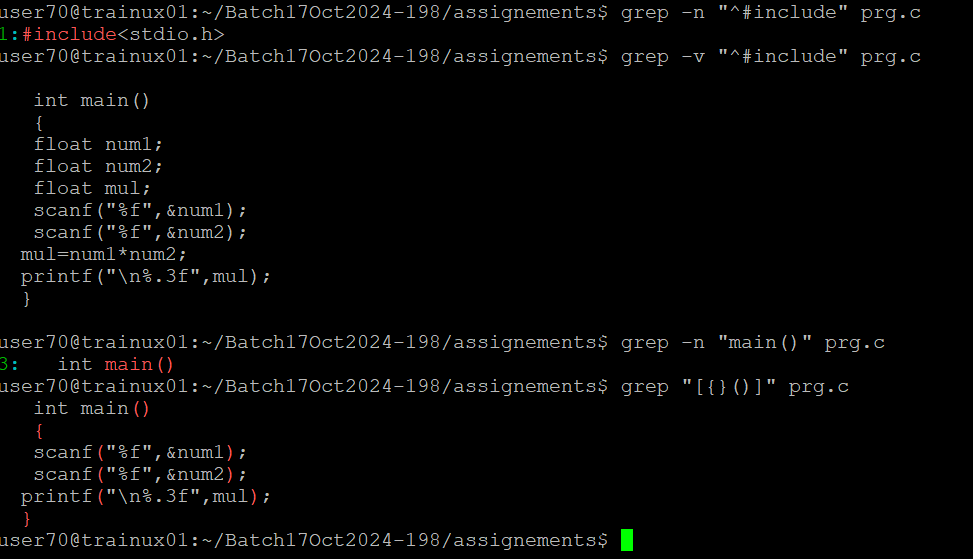 user70@trainux01:~/Batch17Oct2024-198/assignements$ grep -n "^#include" prg.c
1:#include<stdio.h>
user70@trainux01:~/Batch17Oct2024-198/assignements$ grep -v "^#include" prg.c
int main()
{
float num1;
float num2;
float mul;
scanf("%f",&num1);
scanf("%f",&num2);
mul=num1*num2;
printf("\n%.3f",mul);
}
user70@trainux01:~/Batch17Oct2024-198/assignements$ grep -n "main()" prg.c
3:   int main()
user70@trainux01:~/Batch17Oct2024-198/assignements$ grep "[{}()]" prg.c
int main()
{
scanf("%f",&num1);
scanf("%f",&num2);
printf("\n%.3f",mul);
}
user70@trainux01:~/Batch17Oct2024-198/assignements$